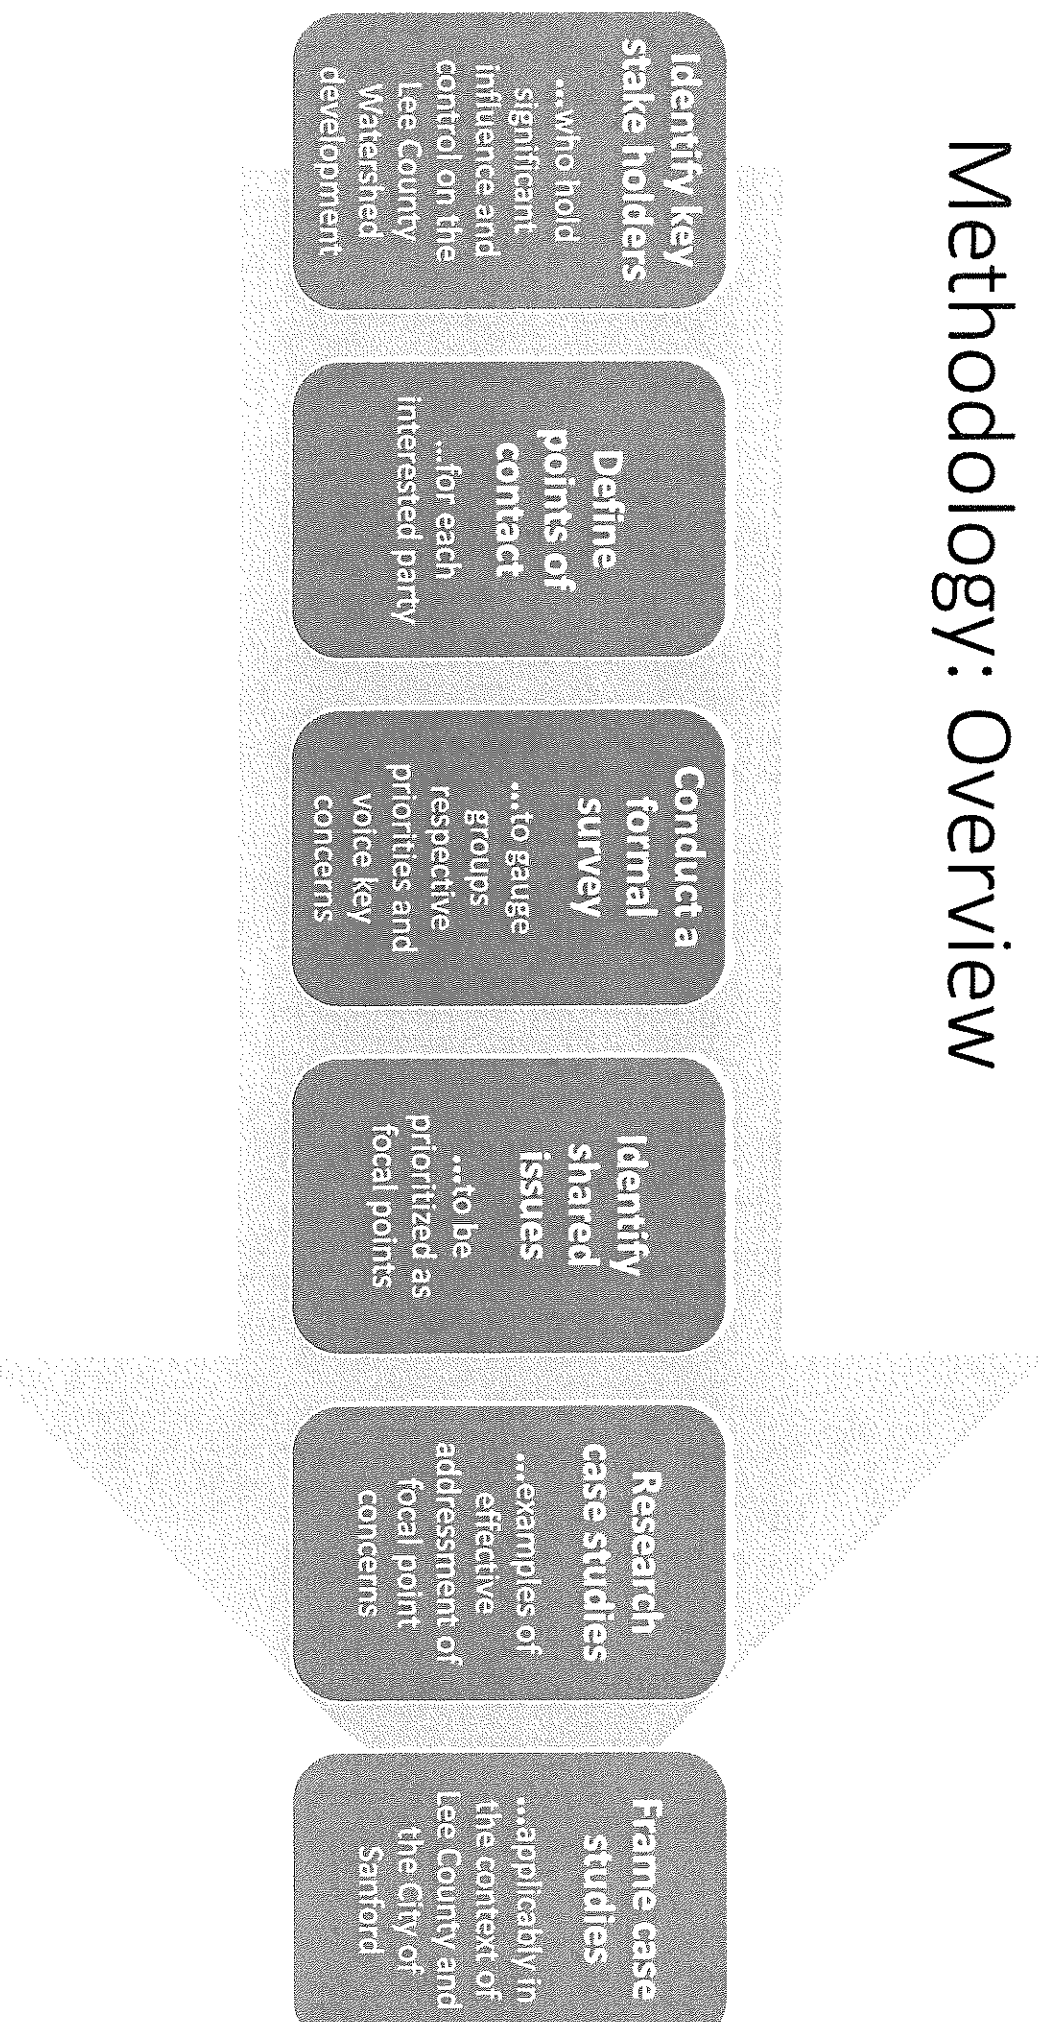 Methodology: Overview
Identify key
stake holders
...who hold
significant
influence and
control on the
Lee County
Watershed
development
Define
points of
contact
...for each
interested party
Conduct a
formal
survey
...to gauge
groups
respective
priorities and
voice key
concerns
Identify
shared
issues
...to be
prioritized as
focal points
Research
case studies
...examples of
effective
addressment of
focal point
concerns
Frame case
studies
...applicably in
the context of
Lee County and
the City of
Sanford